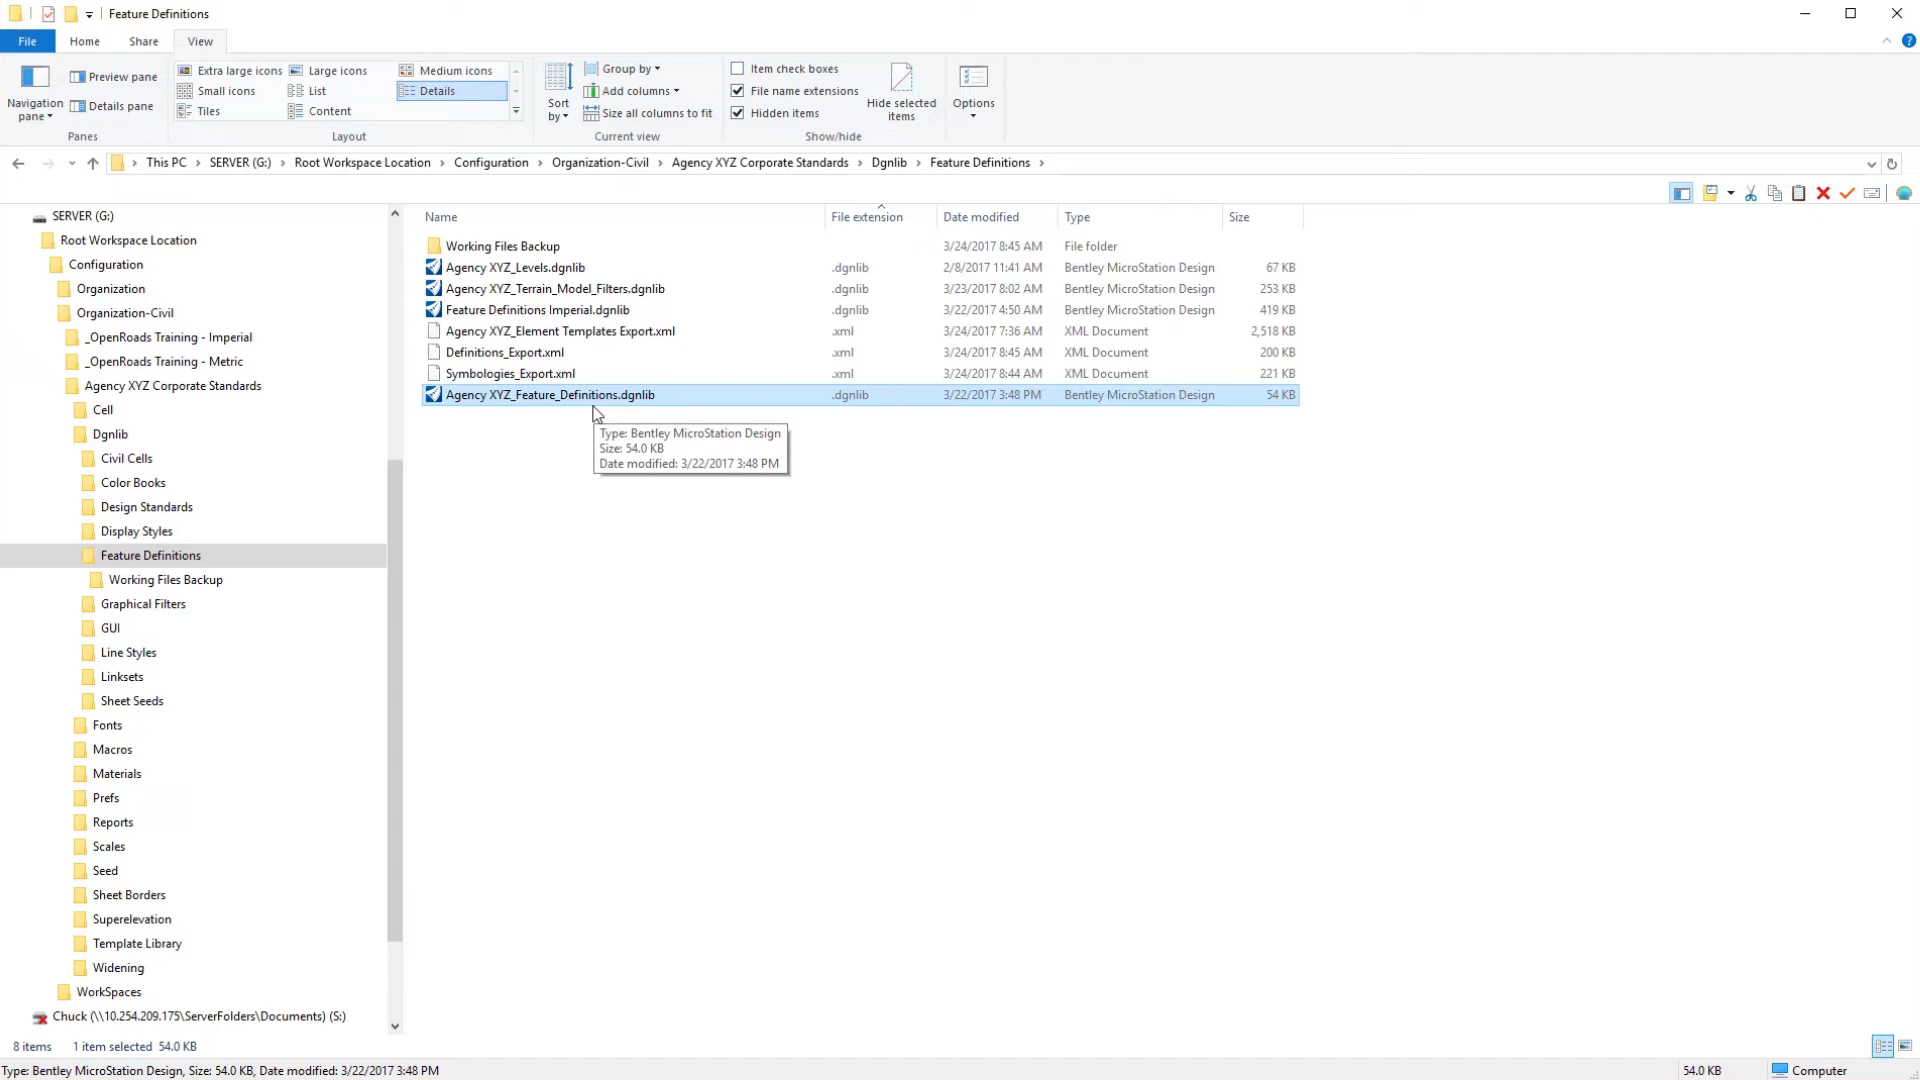 Feature Definitions
File Home Share View
Navigation pane
Preview pane
Details pane
Panes
Extra large icons Large icons Medium icons
Small icons List Details
Tiles Content
Layout
Sort by
Group by
Add columns
Size all columns to fit
Current view
Item check boxes
File name extensions
Hidden items
Hide selected items
Show/hide
Options
This PC > SERVER (G:) > Root Workspace Location > Configuration > Organization-Civil > Agency XYZ Corporate Standards > Dgnlib > Feature Definitions >
SERVER (G:)
Root Workspace Location
Configuration
Organization
Organization-Civil
_OpenRoads Training - Imperial
_OpenRoads Training - Metric
Agency XYZ Corporate Standards
Cell
Dgnlib
Civil Cells
Color Books
Design Standards
Display Styles
Feature Definitions
Working Files Backup
Graphical Filters
GUI
Line Styles
Linksets
Sheet Seeds
Fonts
Macros
Materials
Prefs
Reports
Scales
Seed
Sheet Borders
Superelevation
Template Library
Widening
WorkSpaces
Chuck (\\10.254.209.175\ServerFolders\Documents) (S:)
Name File extension Date modified Type Size
Working Files Backup 3/24/2017 8:45 AM File folder
Agency XYZ_Levels.dgnlib .dgnlib 2/8/2017 11:41 AM Bentley MicroStation Design 67 KB
Agency XYZ_Terrain_Model_Filters.dgnlib .dgnlib 3/23/2017 8:02 AM Bentley MicroStation Design 253 KB
Feature Definitions Imperial.dgnlib .dgnlib 3/22/2017 4:50 AM Bentley MicroStation Design 419 KB
Agency XYZ_Element Templates Export.xml .xml 3/24/2017 7:36 AM XML Document 2,518 KB
Definitions_Export.xml .xml 3/24/2017 8:45 AM XML Document 200 KB
Symbologies_Export.xml .xml 3/24/2017 8:44 AM XML Document 221 KB
Agency XYZ_Feature_Definitions.dgnlib .dgnlib 3/22/2017 3:48 PM Bentley MicroStation Design 54 KB
Type: Bentley MicroStation Design
Size: 54.0 KB
Date modified: 3/22/2017 3:48 PM
8 items 1 item selected 54.0 KB
Type: Bentley MicroStation Design, Size: 54.0 KB, Date modified: 3/22/2017 3:48 PM 54.0 KB Computer